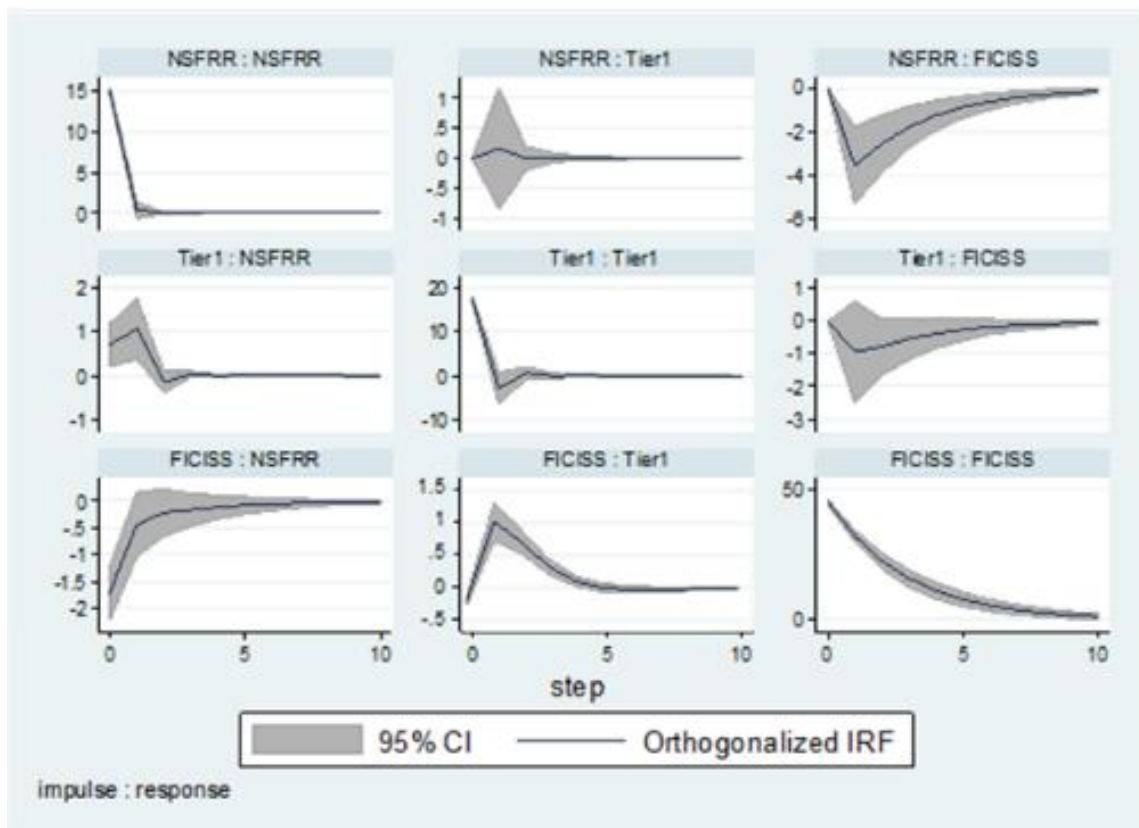 NSFRR : NSFRR
NSFRR : Tier1
NSFRR : FICISS
15
10
5
0
1
.5
0
-.5
-1
0
-2
-4
-6
Tier1 : NSFRR
Tier1 : Tier1
Tier1 : FICISS
2
1
0
-1
20
10
0
-10
1
0
-1
-2
-3
FICISS : NSFRR
FICISS : Tier1
FICISS : FICISS
0
-.5
-1
-1.5
-2
1.5
1
.5
0
-.5
50
0
0 5 10
0 5 10
0 5 10
step
95% CI
Orthogonalized IRF
impulse : response